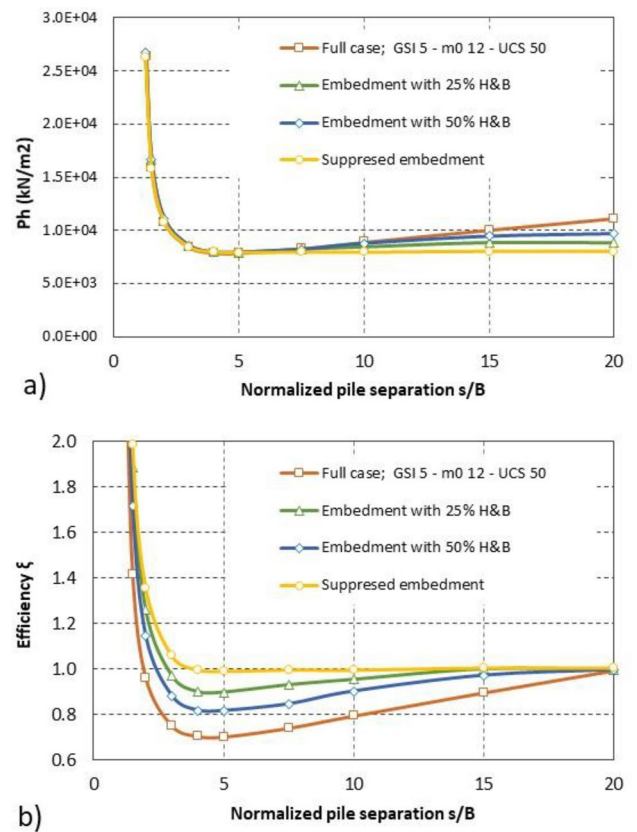 3.0E+04
2.5E+04
2.0E+04
1.5E+04
1.0E+04
5.0E+03
0.0E+00
Ph (kN/m2)
Full case; GSI 5 - m0 12 - UCS 50
Embedment with 25% H&B
Embedment with 50% H&B
Suppresed embedment
0 5 10 15 20
Normalized pile separation s/B
a)
2.0
1.8
1.6
1.4
1.2
1.0
0.8
0.6
Efficiency ξ
Full case; GSI 5 - m0 12 - UCS 50
Embedment with 25% H&B
Embedment with 50% H&B
Suppresed embedment
0 5 10 15 20
Normalized pile separation s/B
b)